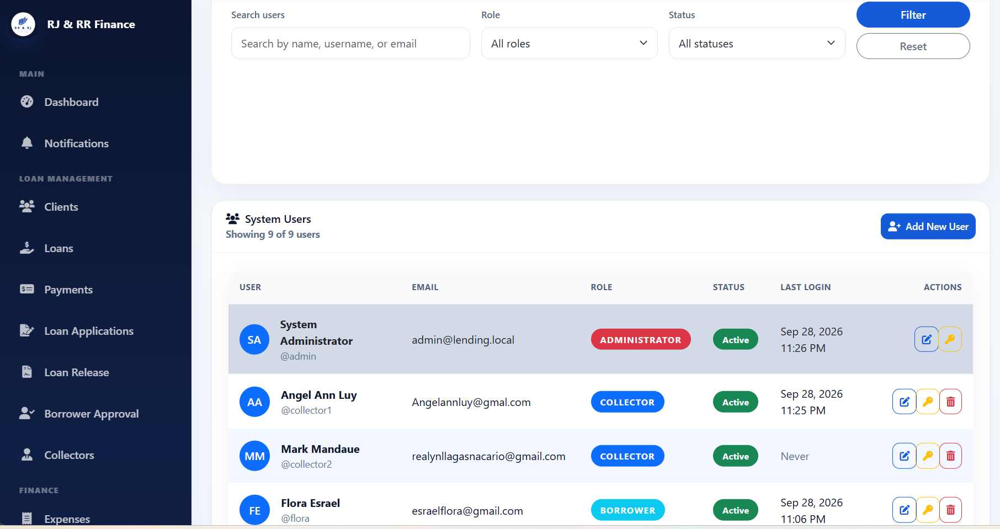 RJ & RR Finance
MAIN
Dashboard
Notifications
LOAN MANAGEMENT
Clients
Loans
Payments
Loan Applications
Loan Release
Borrower Approval
Collectors
FINANCE
Expenses
Search users
Search by name, username, or email
Role
All roles
Status
All statuses
Filter
Reset
System Users
Showing 9 of 9 users
Add New User
USER EMAIL ROLE STATUS LAST LOGIN ACTIONS
SA System Administrator @admin admin@lending.local ADMINISTRATOR Active Sep 28, 2026 11:26 PM
AA Angel Ann Luy @collector1 Angelannluy@gmal.com COLLECTOR Active Sep 28, 2026 11:25 PM
MM Mark Mandaue @collector2 realynllagasnacario@gmail.com COLLECTOR Active Never
FE Flora Esrael @flora esraelflora@gmail.com BORROWER Active Sep 28, 2026 11:06 PM